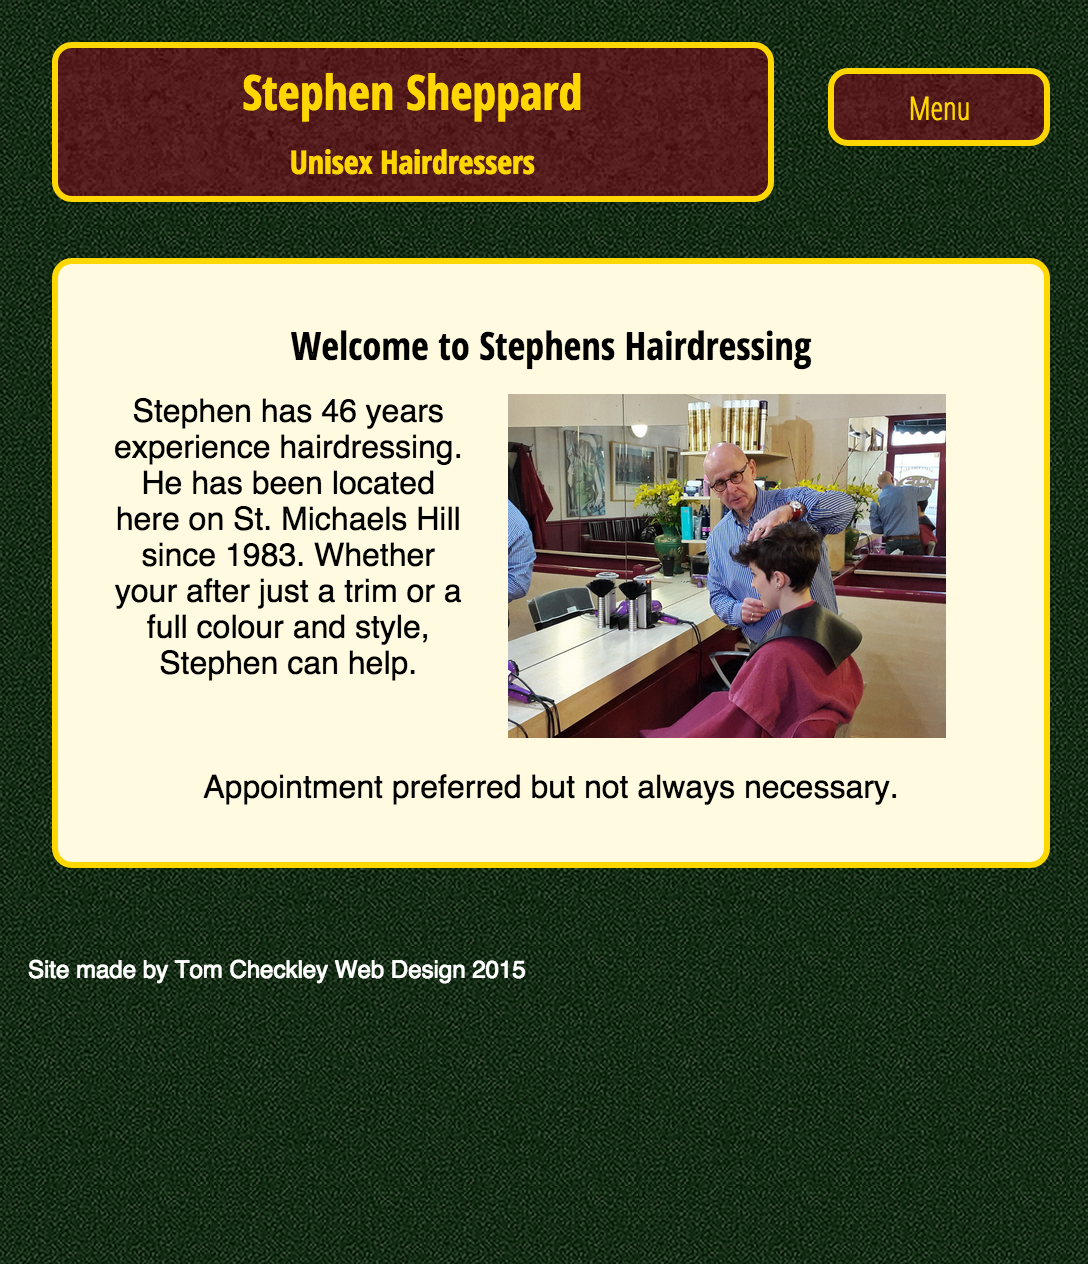 Stephen Sheppard
Unisex Hairdressers
Menu
Welcome to Stephens Hairdressing
Stephen has 46 years
experience hairdressing.
He has been located
here on St. Michaels Hill
since 1983. Whether
your after just a trim or a
full colour and style,
Stephen can help.
Appointment preferred but not always necessary.
Site made by Tom Checkley Web Design 2015